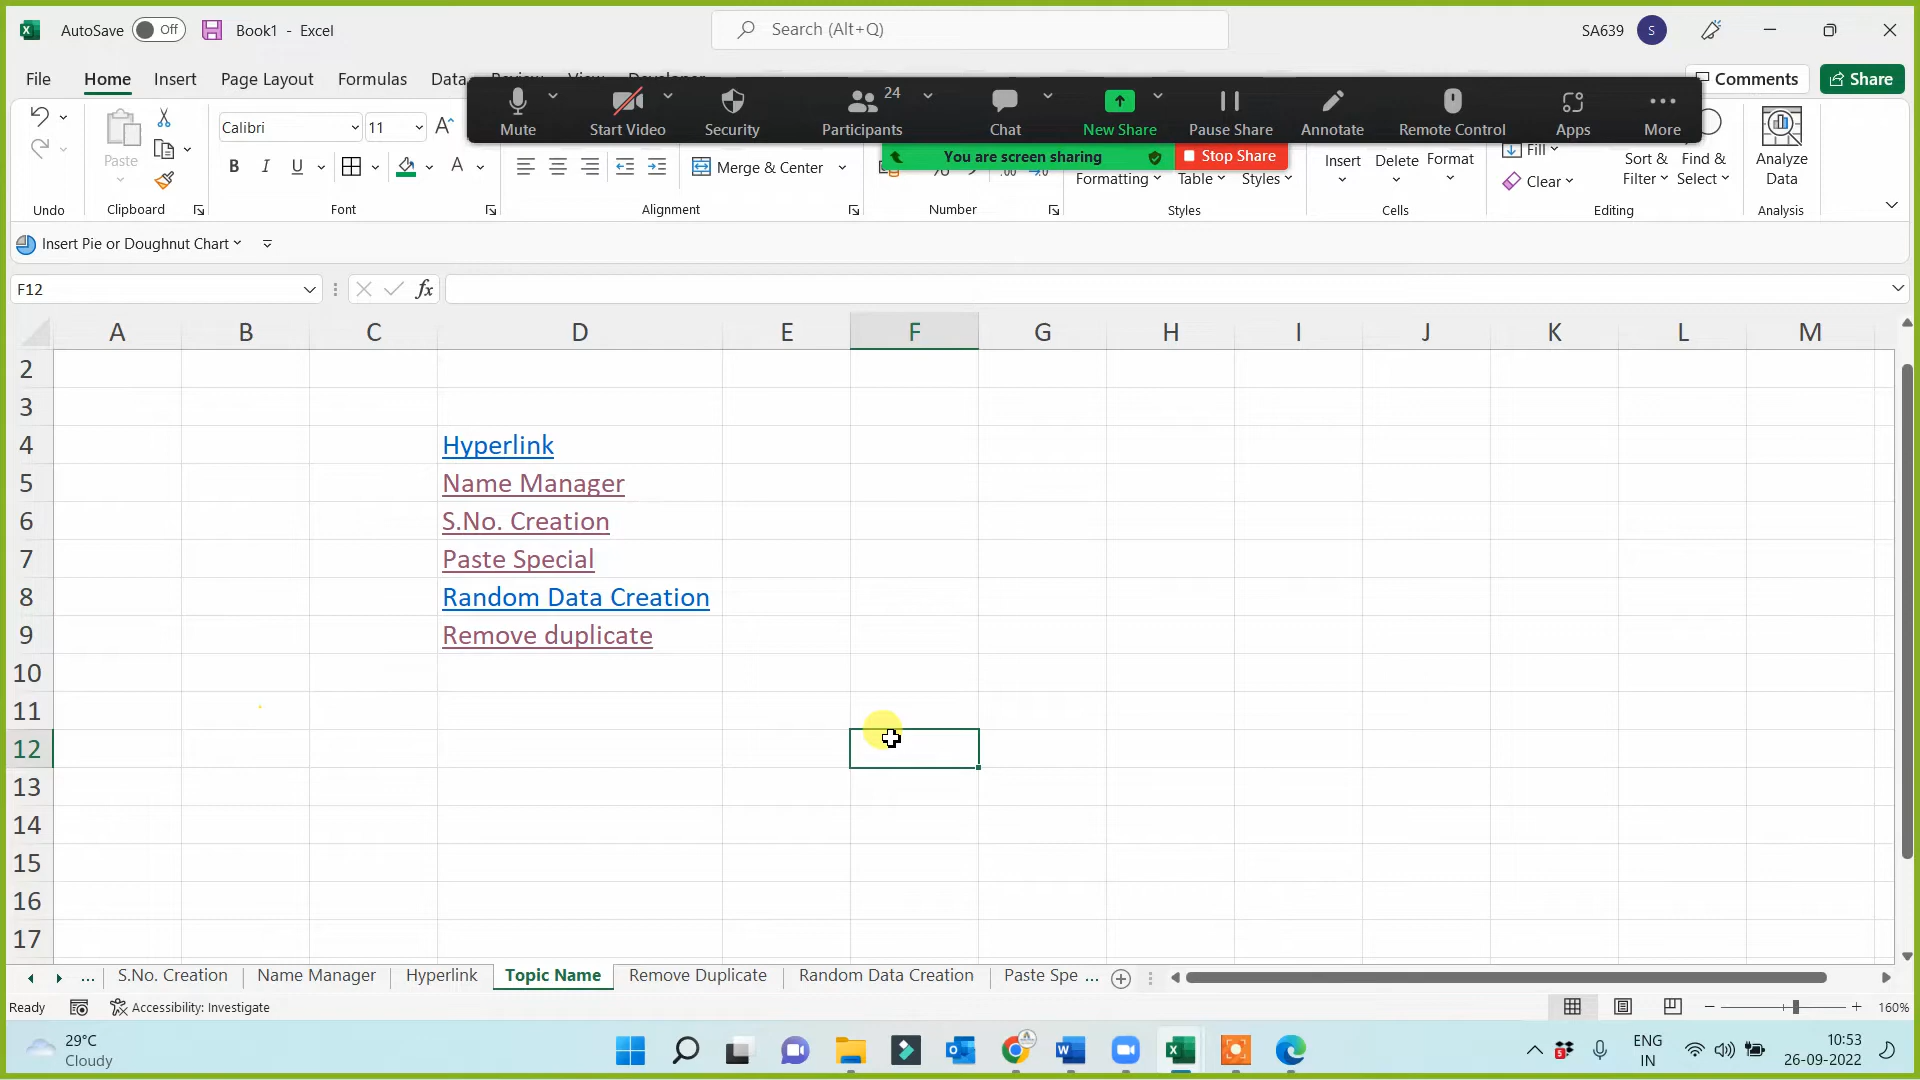 AutoSave Off Book1 - Excel Search (Alt+Q) SA639 S
File Home Insert Page Layout Formulas Data Review View Developer Comments Share
Mute Start Video Security Participants 24 Chat New Share Pause Share Annotate Remote Control Apps More
You are screen sharing Stop Share
Paste Calibri 11 A
B I U A Merge & Center
Formatting Table Styles Insert Delete Format Fill Clear Sort & Filter Find & Select Analyze Data
Undo Clipboard Font Alignment Number Styles Cells Editing Analysis
Insert Pie or Doughnut Chart
F12 fx
A B C D E F G H I J K L M
2
3
4 Hyperlink
5 Name Manager
6 S.No. Creation
7 Paste Special
8 Random Data Creation
9 Remove duplicate
10
11
12
13
14
15
16
17
... S.No. Creation Name Manager Hyperlink Topic Name Remove Duplicate Random Data Creation Paste Spe ...
Ready Accessibility: Investigate 160%
29°C
Cloudy
ENG
IN
10:53
26-09-2022